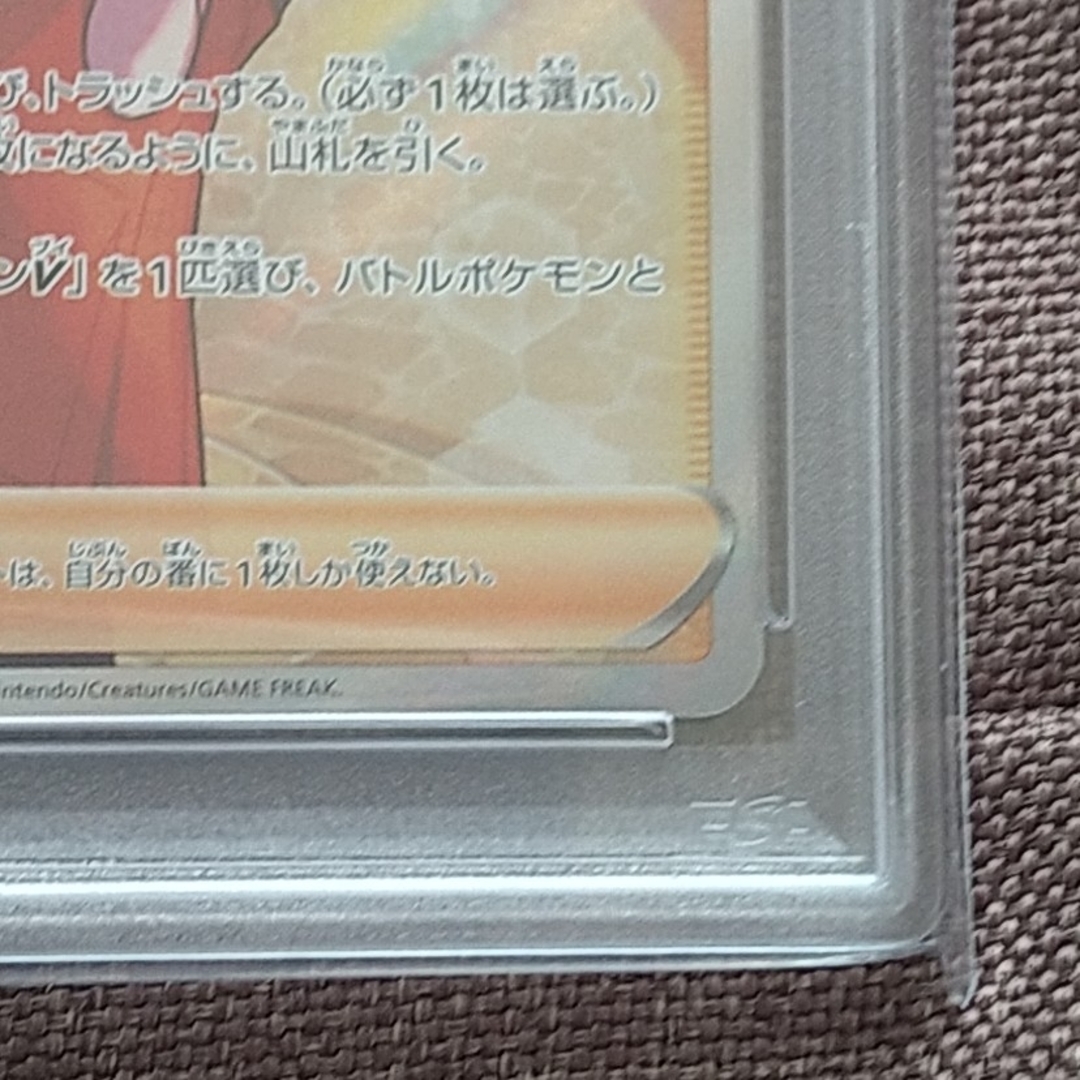 び、トラッシュする。(必ず1枚は選ぶ。)
になるように、山札を引く。
ンV」を1匹選び、バトルポケモンと
は、自分の番に1枚しか使えない。
ntendo/Creatures/GAME FREAK.